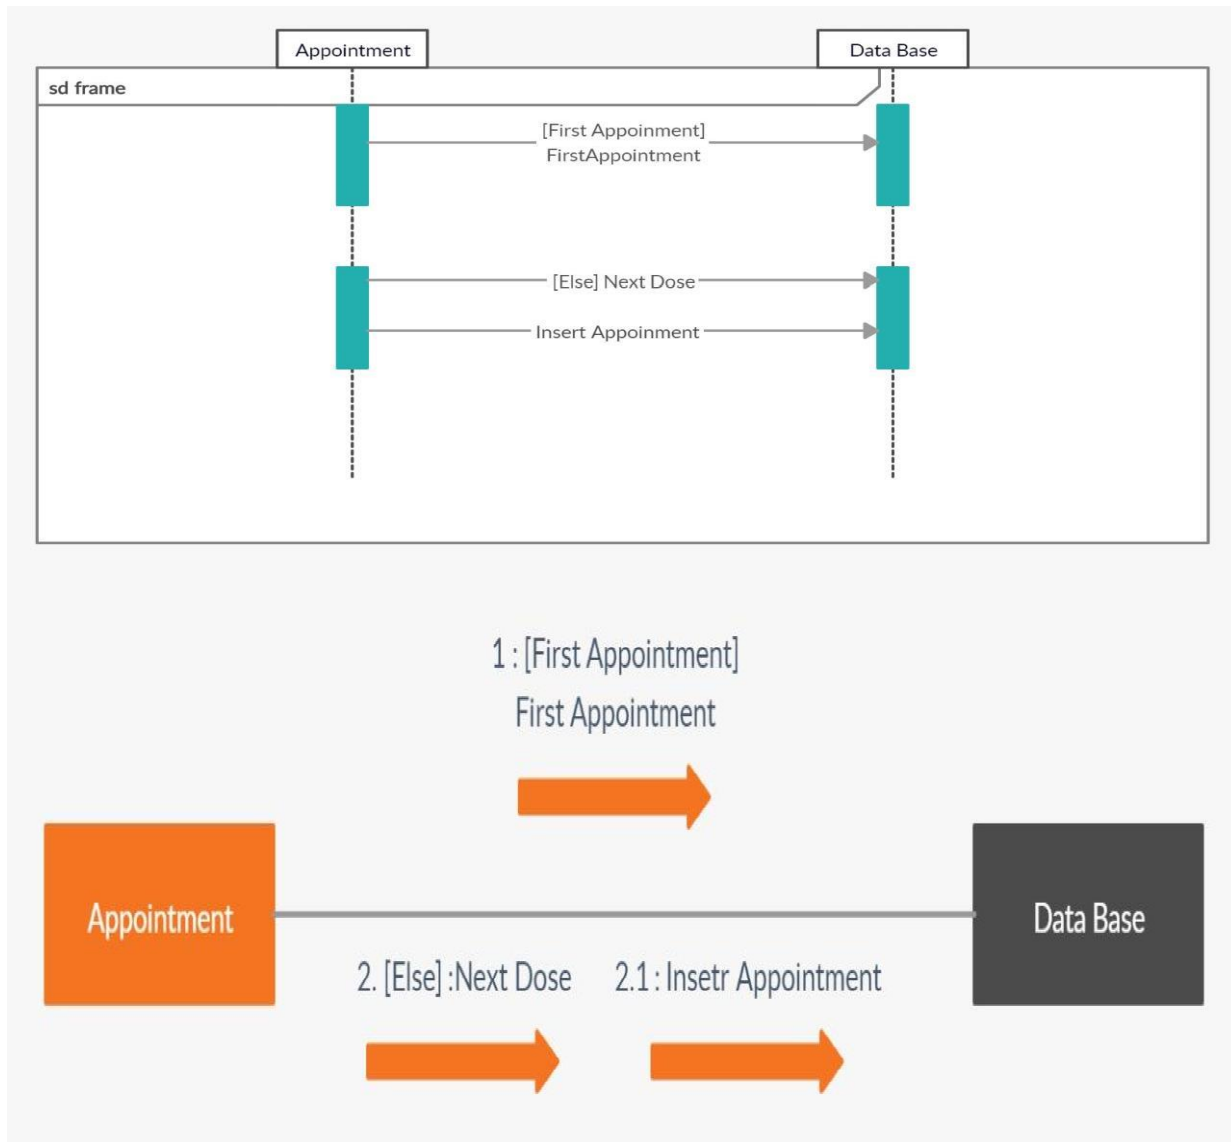 Appointment
Data Base
sd frame
[First Appoinment]
FirstAppointment
[Else] Next Dose
Insert Appoinment
1 : [First Appointment]
First Appointment
Appointment
Data Base
2. [Else] :Next Dose
2.1 : Insetr Appointment